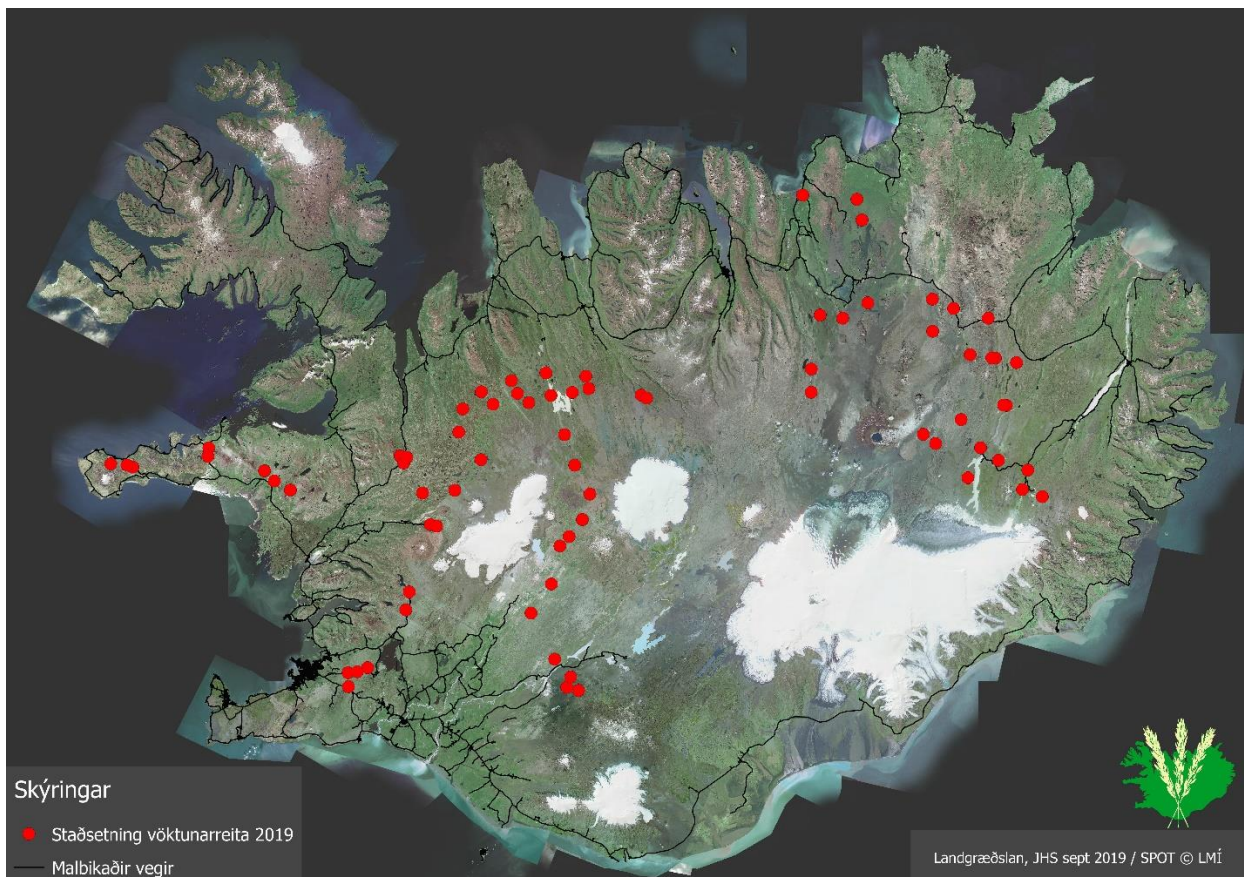 Skýringar
Staðsetning vöktunarreita 2019
Malbikaðir vegir
Landgræðslan, JHS sept 2019 / SPOT © LMÍ